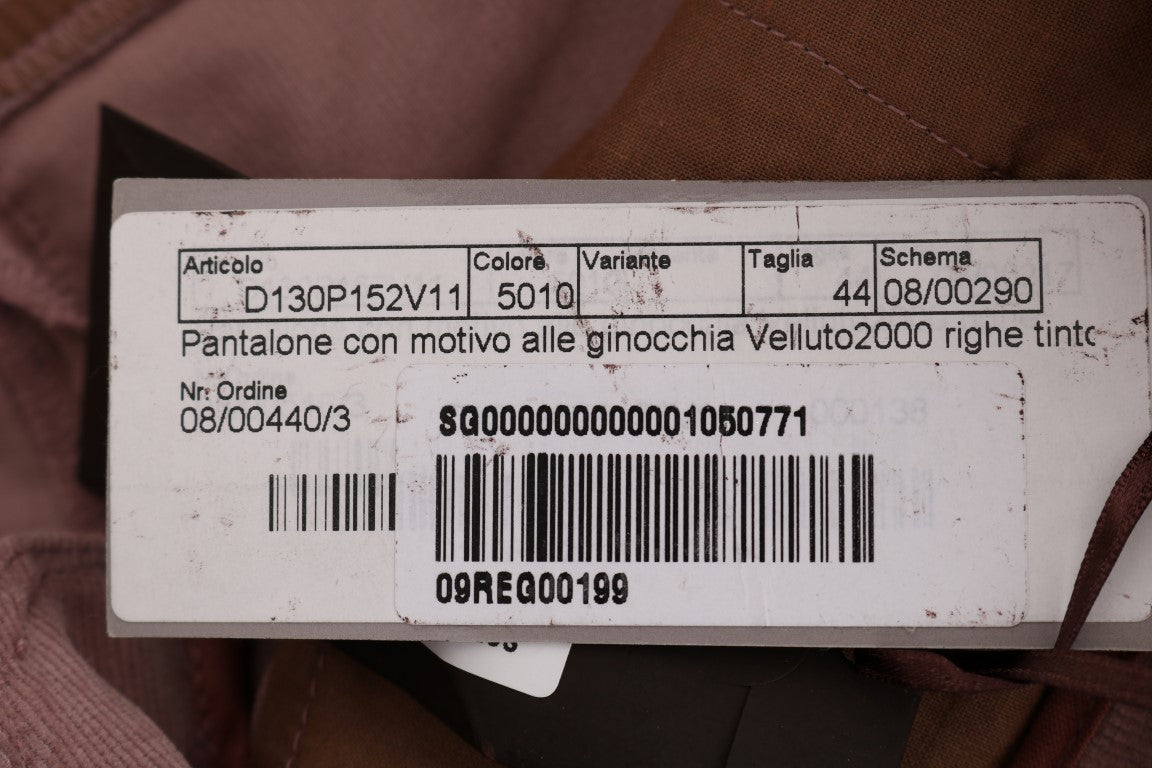 Articolo Colore Variante Taglia Schema
D130P152V11 5010 44 08/00290
Pantalone con motivo alle ginocchia Velluto2000 righe tinto
Nr. Ordine
08/00440/3
SG000000000001050771
09REG00199